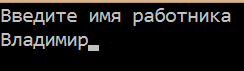 Введите имя работника
Владимир